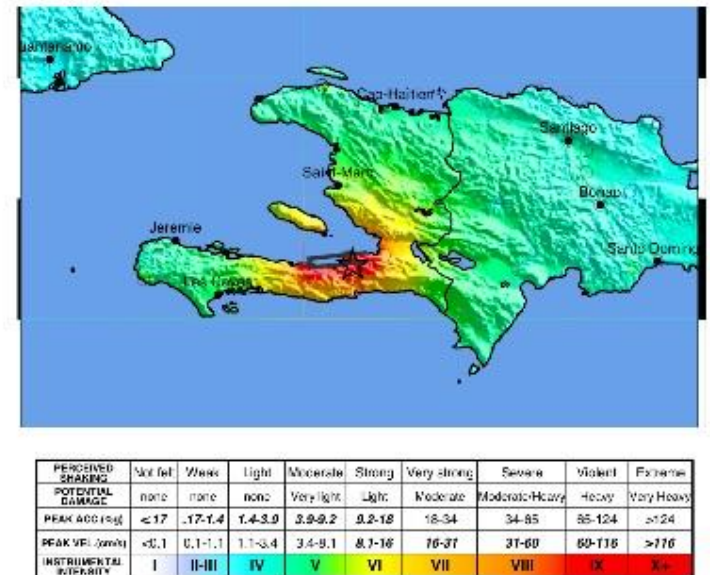 Cap-Haitien
Santiago
Saint-Marc
Bonao
Jeremie
Santo Doming
Les Cayes
PERCEIVED SHAKING Not felt Weak Light Moderate Strong Very strong Severe Violent Extreme
POTENTIAL DAMAGE none none none Very light Light Moderate Moderate/Heavy Heavy Very Heavy
PEAK ACC.(%g) <.17 .17-1.4 1.4-3.9 3.9-9.2 9.2-18 18-34 34-65 65-124 >124
PEAK VEL.(cm/s) <0.1 0.1-1.1 1.1-3.4 3.4-8.1 8.1-16 16-31 31-60 60-116 >116
INSTRUMENTAL INTENSITY I II-III IV V VI VII VIII IX X+